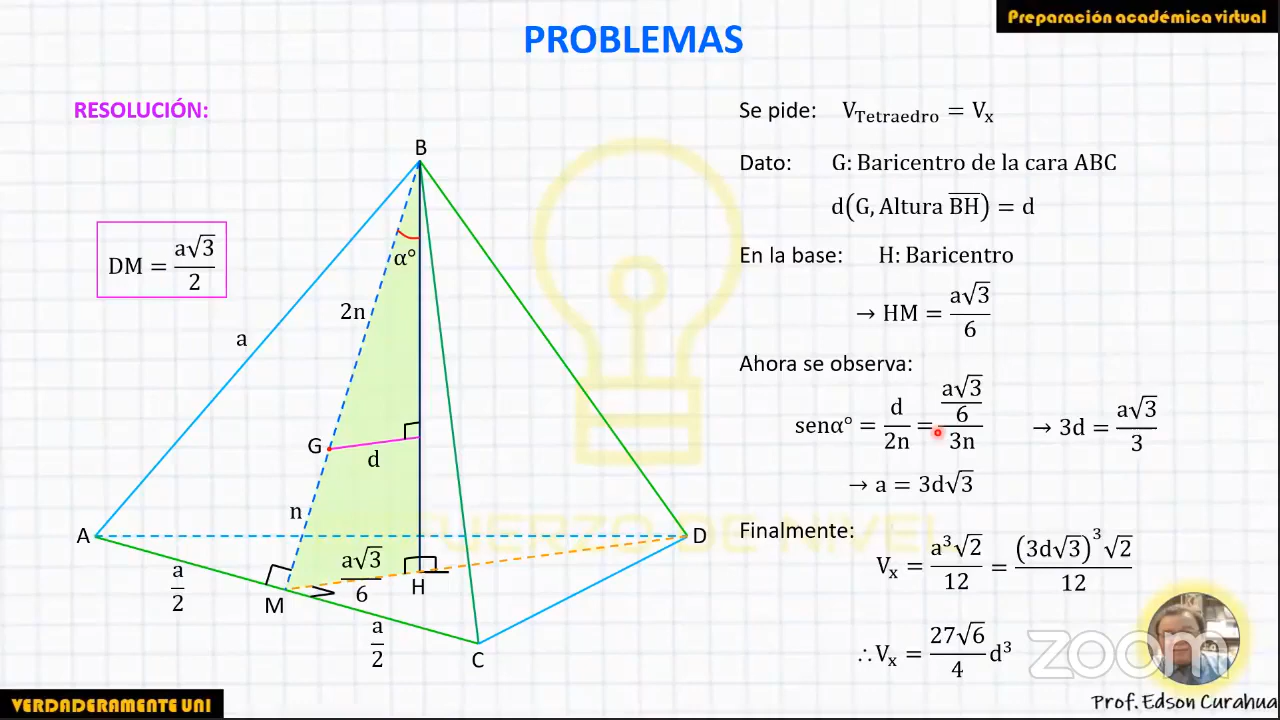 Preparación académica virtual
PROBLEMAS
RESOLUCIÓN:
DM = a√3/2
B
α°
2n
a
G
d
n
A
D
a/2
M
a√3/6
H
a/2
C
Se pide: V_Tetraedro = V_x
Dato: G: Baricentro de la cara ABC
d(G, Altura B̅H̅) = d
En la base: H: Baricentro
→ HM = a√3/6
Ahora se observa:
senα° = d/2n = (a√3/6)/3n → 3d = a√3/3
→ a = 3d√3
Finalmente:
V_x = a³√2/12 = (3d√3)³√2/12
∴ V_x = 27√6/4 d³
zoom
Prof. Edson Curahua
VERDADERAMENTE UNI